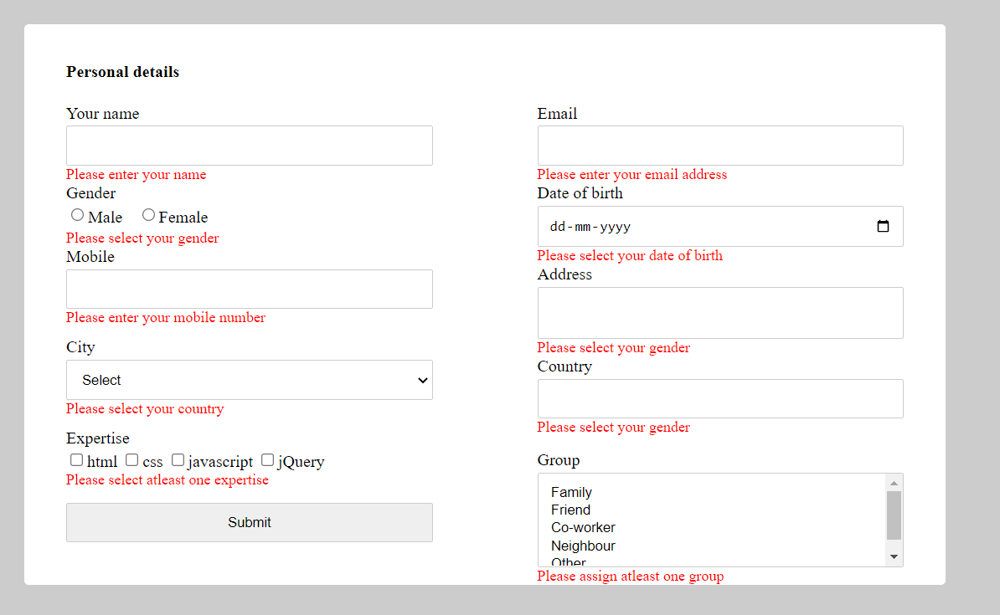 Personal details
Your name
Please enter your name
Gender
Male Female
Please select your gender
Mobile
Please enter your mobile number
City
Select
Please select your country
Expertise
html css javascript jQuery
Please select atleast one expertise
Submit
Email
Please enter your email address
Date of birth
dd-mm-yyyy
Please select your date of birth
Address
Please select your gender
Country
Please select your gender
Group
Family
Friend
Co-worker
Neighbour
Other
Please assign atleast one group